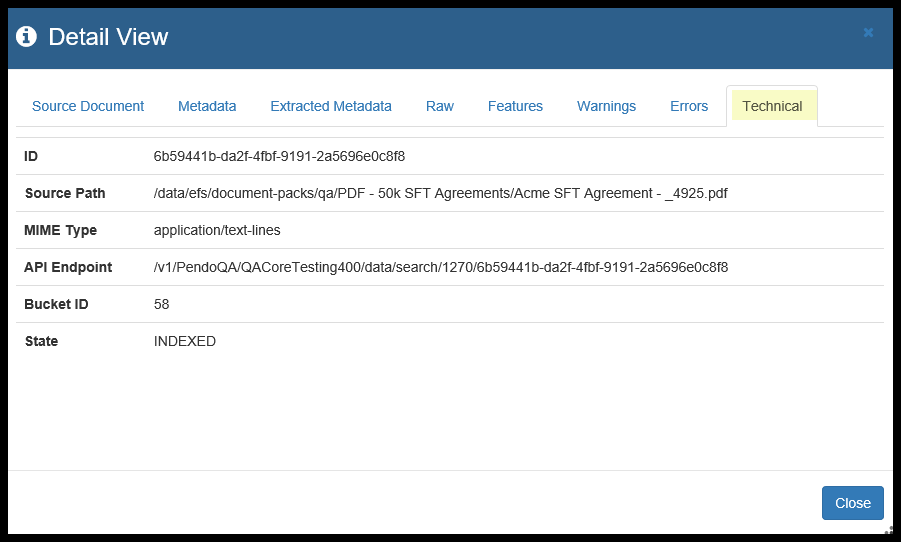 Detail View
Source Document Metadata Extracted Metadata Raw Features Warnings Errors Technical
ID 6b59441b-da2f-4fbf-9191-2a5696e0c8f8
Source Path /data/efs/document-packs/qa/PDF - 50k SFT Agreements/Acme SFT Agreement - _4925.pdf
MIME Type application/text-lines
API Endpoint /v1/PendoQA/QACoreTesting400/data/search/1270/6b59441b-da2f-4fbf-9191-2a5696e0c8f8
Bucket ID 58
State INDEXED
Close